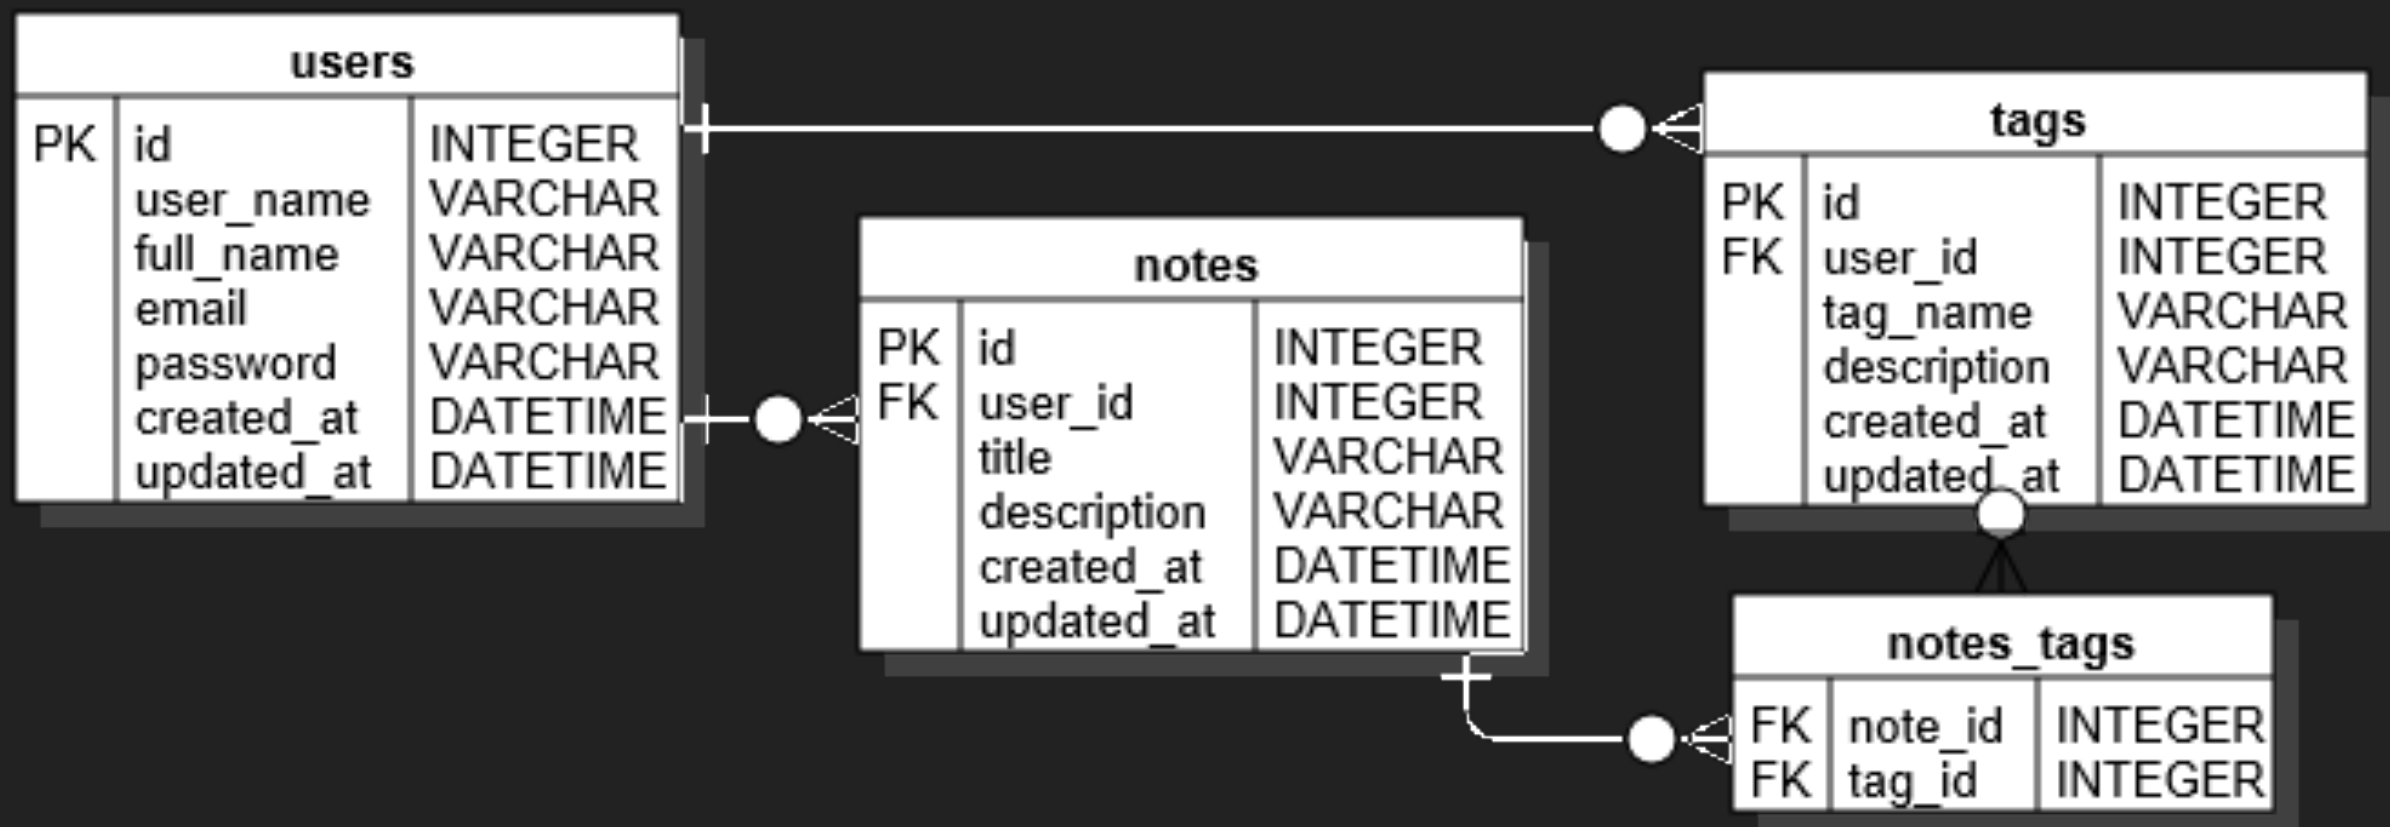 users
PK id INTEGER
user_name VARCHAR
full_name VARCHAR
email VARCHAR
password VARCHAR
created_at DATETIME
updated_at DATETIME
notes
PK id INTEGER
FK user_id INTEGER
title VARCHAR
description VARCHAR
created_at DATETIME
updated_at DATETIME
tags
PK id INTEGER
FK user_id INTEGER
tag_name VARCHAR
description VARCHAR
created_at DATETIME
updated_at DATETIME
notes_tags
FK note_id INTEGER
FK tag_id INTEGER